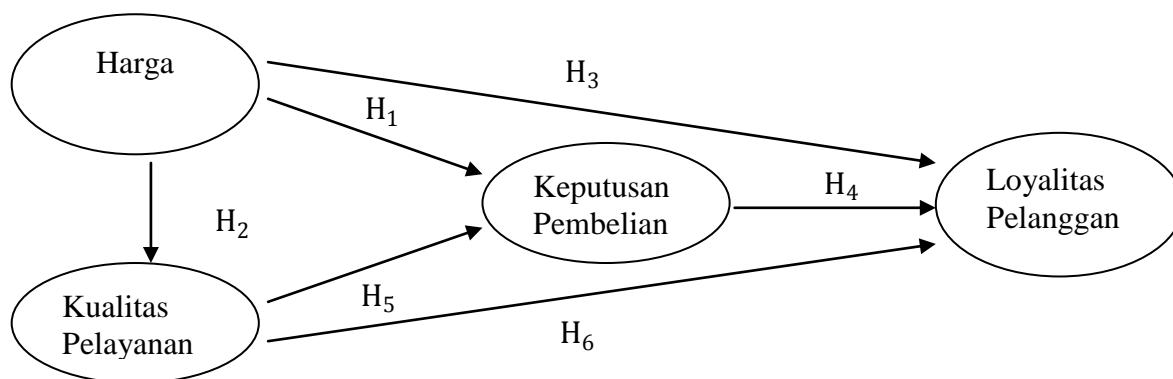 Harga
H₃
H₁
Keputusan
Pembelian
H₄
Loyalitas
Pelanggan
H₂
Kualitas
Pelayanan
H₅
H₆